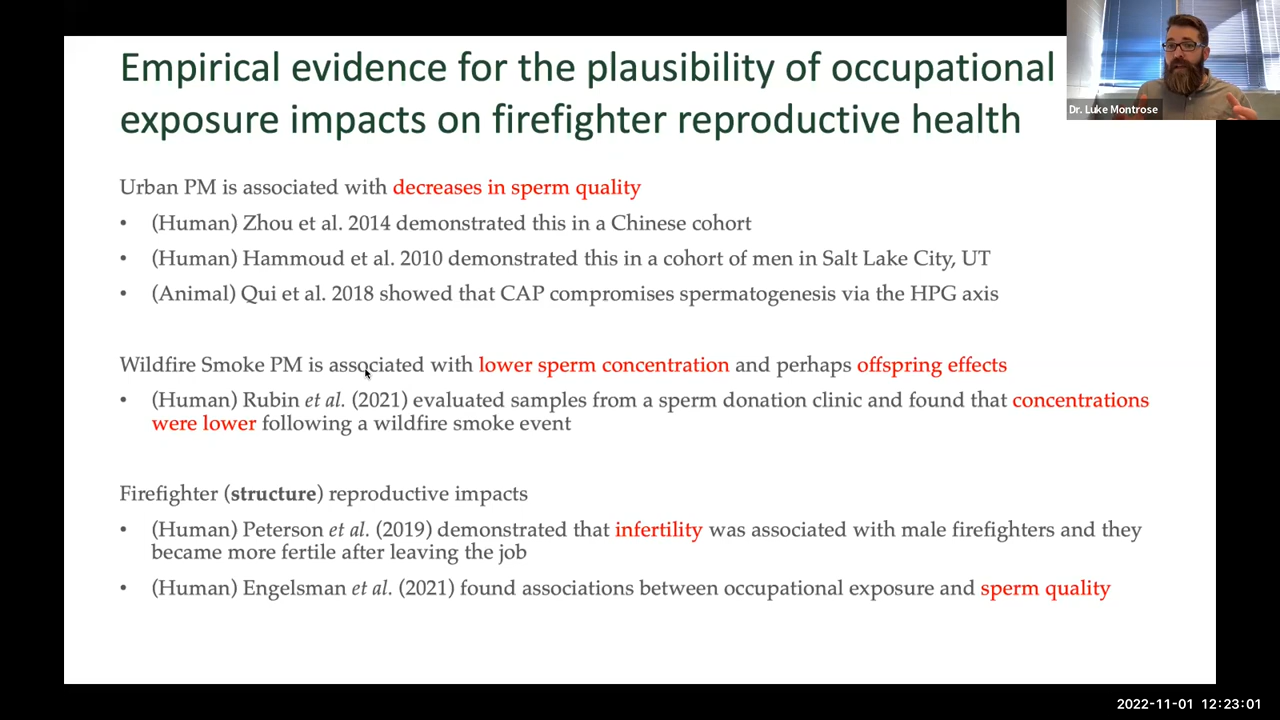 Empirical evidence for the plausibility of occupational
exposure impacts on firefighter reproductive health
Dr. Luke Montrose
Urban PM is associated with decreases in sperm quality
• (Human) Zhou et al. 2014 demonstrated this in a Chinese cohort
• (Human) Hammoud et al. 2010 demonstrated this in a cohort of men in Salt Lake City, UT
• (Animal) Qui et al. 2018 showed that CAP compromises spermatogenesis via the HPG axis
Wildfire Smoke PM is associated with lower sperm concentration and perhaps offspring effects
• (Human) Rubin et al. (2021) evaluated samples from a sperm donation clinic and found that concentrations
were lower following a wildfire smoke event
Firefighter (structure) reproductive impacts
• (Human) Peterson et al. (2019) demonstrated that infertility was associated with male firefighters and they
became more fertile after leaving the job
• (Human) Engelsman et al. (2021) found associations between occupational exposure and sperm quality
2022-11-01 12:23:01